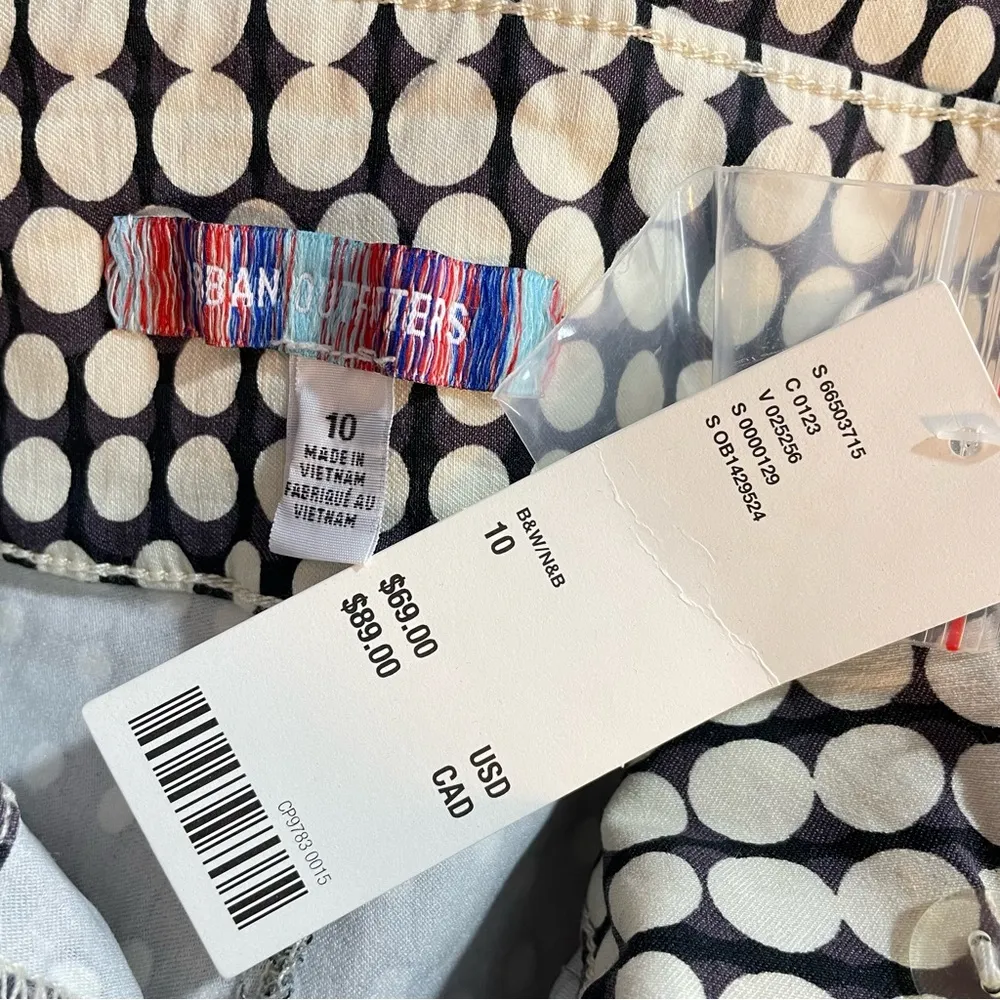 BAN OUTFITTERS
10
MADE IN
VIETNAM
FABRIQUÉ AU
VIETNAM
S 66503715
C 0123
V 025256
S 0000129
S OB1429524
B&W/N&B
10
$69.00 USD
$89.00 CAD
CP9783 0015